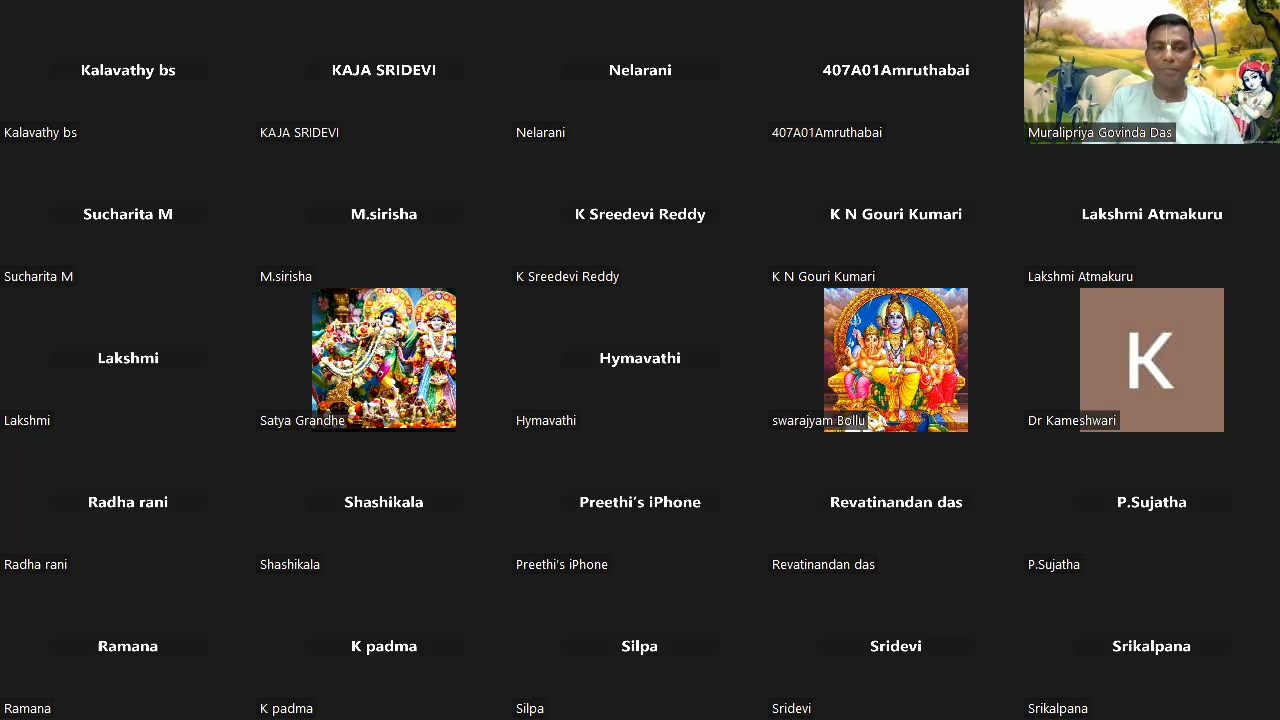 Kalavathy bs
KAJA SRIDEVI
Nelarani
407A01Amruthabai
Kalavathy bs
KAJA SRIDEVI
Nelarani
407A01Amruthabai
Muralipriya Govinda Das
Sucharita M
M.sirisha
K Sreedevi Reddy
K N Gouri Kumari
Lakshmi Atmakuru
Sucharita M
M.sirisha
K Sreedevi Reddy
K N Gouri Kumari
Lakshmi Atmakuru
Lakshmi
Hymavathi
K
Lakshmi
Satya Grandhe
Hymavathi
swarajyam Bollu
Dr Kameshwari
Radha rani
Shashikala
Preethi's iPhone
Revatinandan das
P.Sujatha
Radha rani
Shashikala
Preethi's iPhone
Revatinandan das
P.Sujatha
Ramana
K padma
Silpa
Sridevi
Srikalpana
Ramana
K padma
Silpa
Sridevi
Srikalpana